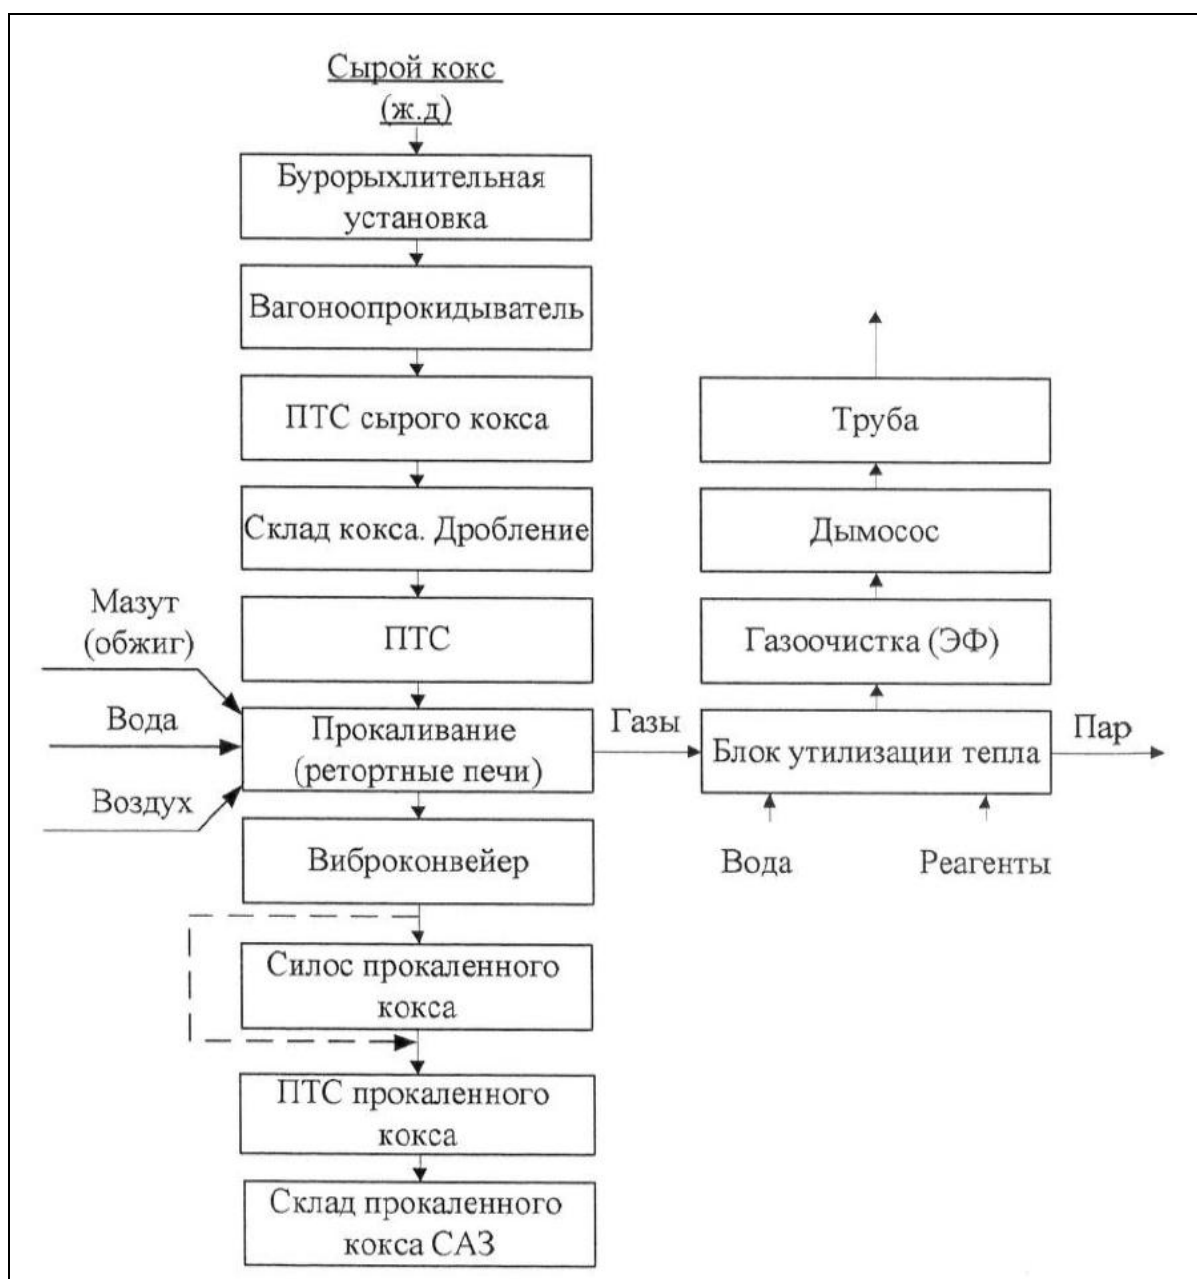 Сырой кокс
(ж.д)
Бурорыхлительная
установка
Вагоноопрокидыватель
ПТС сырого кокса
Склад кокса. Дробление
ПТС
Мазут
(обжиг)
Вода
Воздух
Прокаливание
(ретортные печи)
Виброконвейер
Силос прокаленного
кокса
ПТС прокаленного
кокса
Склад прокаленного
кокса САЗ
Труба
Дымосос
Газоочистка (ЭФ)
Газы
Блок утилизации тепла
Пар
Вода
Реагенты